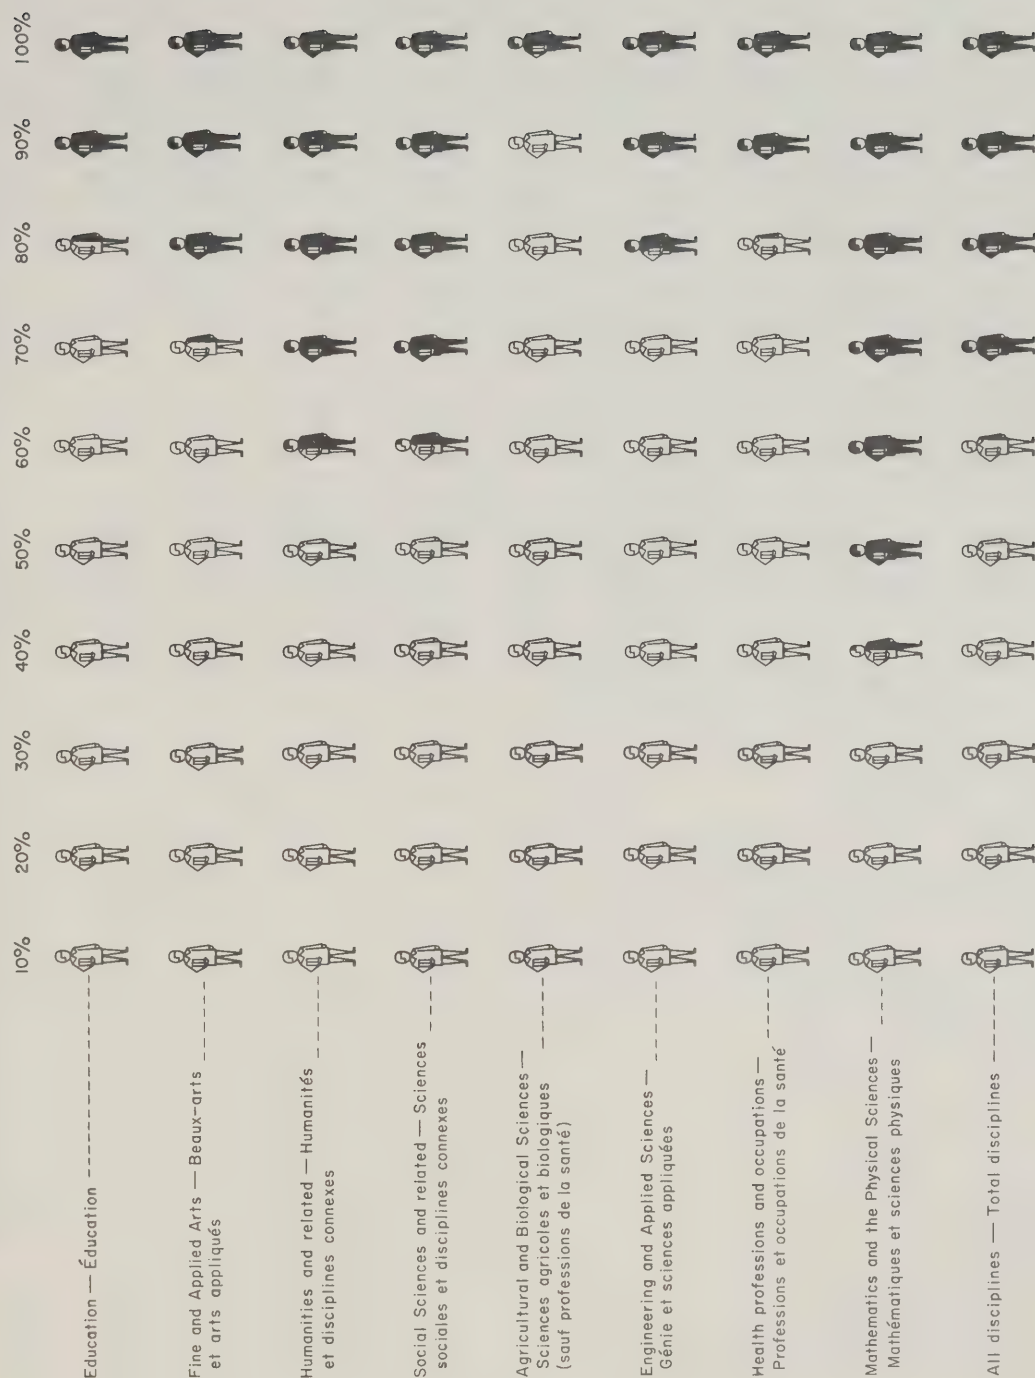 10% 20% 30% 40% 50% 60% 70% 80% 90% 100%
Education — Éducation
Fine and Applied Arts — Beaux-arts
et arts appliqués
Humanities and related — Humanités
et disciplines connexes
Social Sciences and related — Sciences
sociales et disciplines connexes
Agricultural and Biological Sciences —
Sciences agricoles et biologiques
(sauf professions de la santé)
Engineering and Applied Sciences —
Génie et sciences appliquées
Health professions and occupations —
Professions et occupations de la santé
Mathematics and the Physical Sciences —
Mathématiques et sciences physiques
All disciplines — Total disciplines